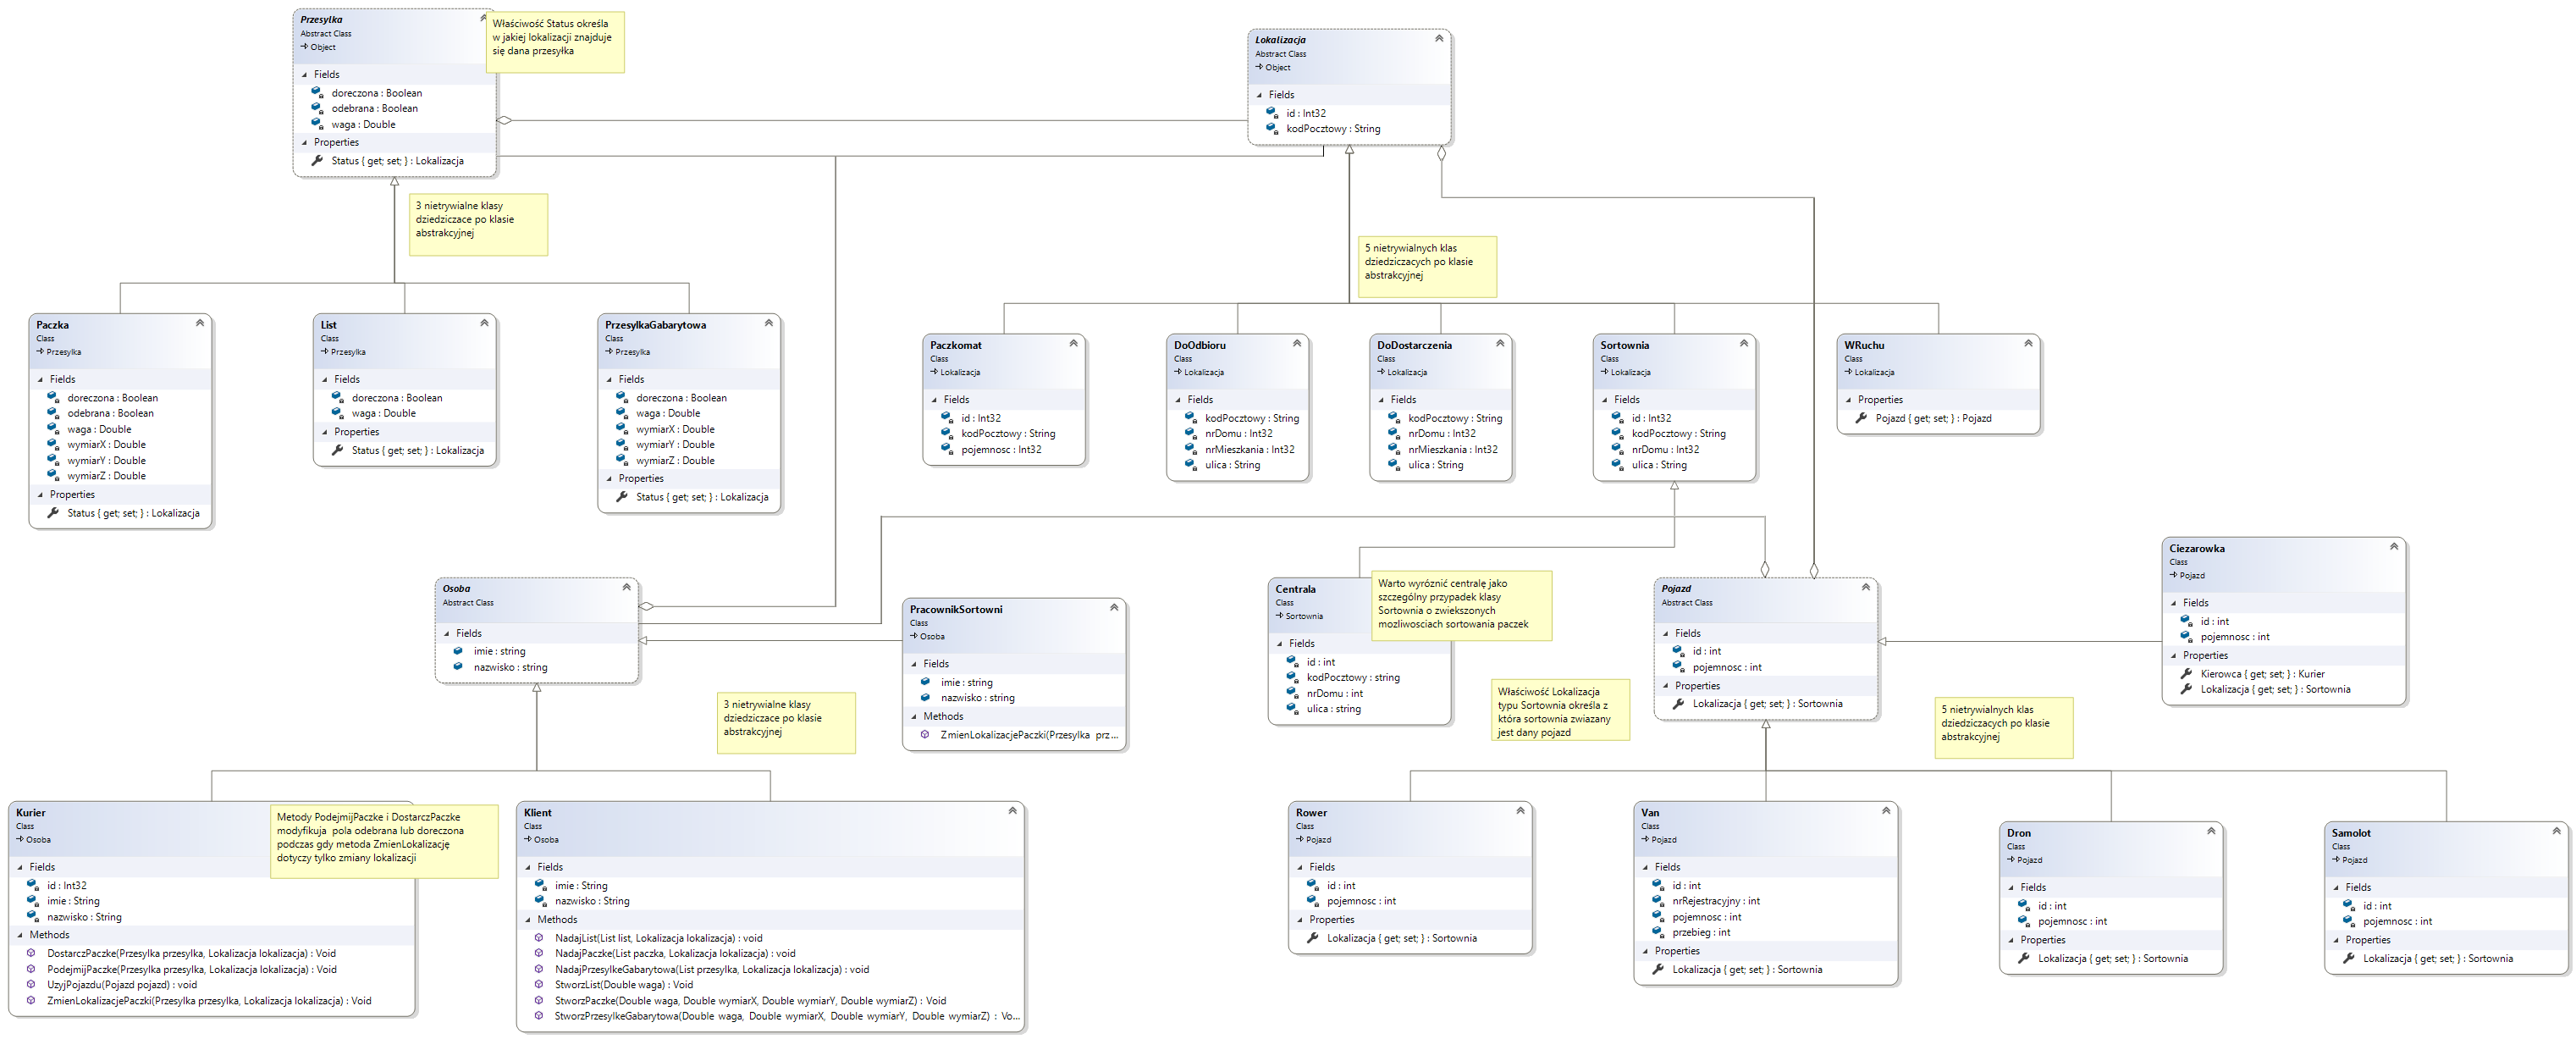 Przesylka
Abstract Class
Object
Fields
doreczona : Boolean
odebrana : Boolean
waga : Double
Properties
Status { get; set; } : Lokalizacja
Właściwość Status określa
w jakiej lokalizacji znajduje
się dana przesyłka
Lokalizacja
Abstract Class
Object
Fields
id : Int32
kodPocztowy : String
3 nietrywialne klasy
dziedziczace po klasie
abstrakcyjnej
5 nietrywialnych klas
dziedziczacych po klasie
abstrakcyjnej
Paczka
Class
Przesylka
Fields
doreczona : Boolean
odebrana : Boolean
waga : Double
wymiarX : Double
wymiarY : Double
wymiarZ : Double
Properties
Status { get; set; } : Lokalizacja
List
Class
Przesylka
Fields
doreczona : Boolean
waga : Double
Properties
Status { get; set; } : Lokalizacja
PrzesylkaGabarytowa
Class
Przesylka
Fields
doreczona : Boolean
waga : Double
wymiarX : Double
wymiarY : Double
wymiarZ : Double
Properties
Status { get; set; } : Lokalizacja
Paczkomat
Class
Lokalizacja
Fields
id : Int32
kodPocztowy : String
pojemnosc : Int32
DoOdbioru
Class
Lokalizacja
Fields
kodPocztowy : String
nrDomu : Int32
nrMieszkania : Int32
ulica : String
DoDostarczenia
Class
Lokalizacja
Fields
kodPocztowy : String
nrDomu : Int32
nrMieszkania : Int32
ulica : String
Sortownia
Class
Lokalizacja
Fields
id : Int32
kodPocztowy : String
nrDomu : Int32
ulica : String
WRuchu
Class
Lokalizacja
Properties
Pojazd { get; set; } : Pojazd
Osoba
Abstract Class
Fields
imie : string
nazwisko : string
PracownikSortowni
Class
Osoba
Fields
imie : string
nazwisko : string
Methods
ZmienLokalizacjePaczki(Przesylka prz...
3 nietrywialne klasy
dziedziczace po klasie
abstrakcyjnej
Centrala
Class
Sortownia
Fields
id : int
kodPocztowy : string
nrDomu : int
ulica : string
Warto wyróznić centralę jako
szczególny przypadek klasy
Sortownia o zwiekszonych
mozliwosciach sortowania paczek
Właściwość Lokalizacja
typu Sortownia określa z
która sortownia zwiazany
jest dany pojazd
Pojazd
Abstract Class
Fields
id : int
pojemnosc : int
Properties
Lokalizacja { get; set; } : Sortownia
5 nietrywialnych klas
dziedziczacych po klasie
abstrakcyjnej
Ciezarowka
Class
Pojazd
Fields
id : int
pojemnosc : int
Properties
Kierowca { get; set; } : Kurier
Lokalizacja { get; set; } : Sortownia
Kurier
Class
Osoba
Fields
id : Int32
imie : String
nazwisko : String
Methods
DostarczPaczke(Przesylka przesylka, Lokalizacja lokalizacja) : Void
PodejmijPaczke(Przesylka przesylka, Lokalizacja lokalizacja) : Void
UzyjPojazdu(Pojazd pojazd) : void
ZmienLokalizacjePaczki(Przesylka przesylka, Lokalizacja lokalizacja) : Void
Metody PodejmijPaczke i DostarczPaczke
modyfikuja pola odebrana lub doreczona
podczas gdy metoda ZmienLokalizację
dotyczy tylko zmiany lokalizacji
Klient
Class
Osoba
Fields
imie : String
nazwisko : String
Methods
NadajList(List list, Lokalizacja lokalizacja) : void
NadajPaczke(List paczka, Lokalizacja lokalizacja) : void
NadajPrzesylkeGabarytowa(List przesylka, Lokalizacja lokalizacja) : void
StworzList(Double waga) : Void
StworzPaczke(Double waga, Double wymiarX, Double wymiarY, Double wymiarZ) : Void
StworzPrzesylkeGabarytowa(Double waga, Double wymiarX, Double wymiarY, Double wymiarZ) : Vo...
Rower
Class
Pojazd
Fields
id : int
pojemnosc : int
Properties
Lokalizacja { get; set; } : Sortownia
Van
Class
Pojazd
Fields
id : int
nrRejestracyjny : int
pojemnosc : int
przebieg : int
Properties
Lokalizacja { get; set; } : Sortownia
Dron
Class
Pojazd
Fields
id : int
pojemnosc : int
Properties
Lokalizacja { get; set; } : Sortownia
Samolot
Class
Pojazd
Fields
id : int
pojemnosc : int
Properties
Lokalizacja { get; set; } : Sortownia